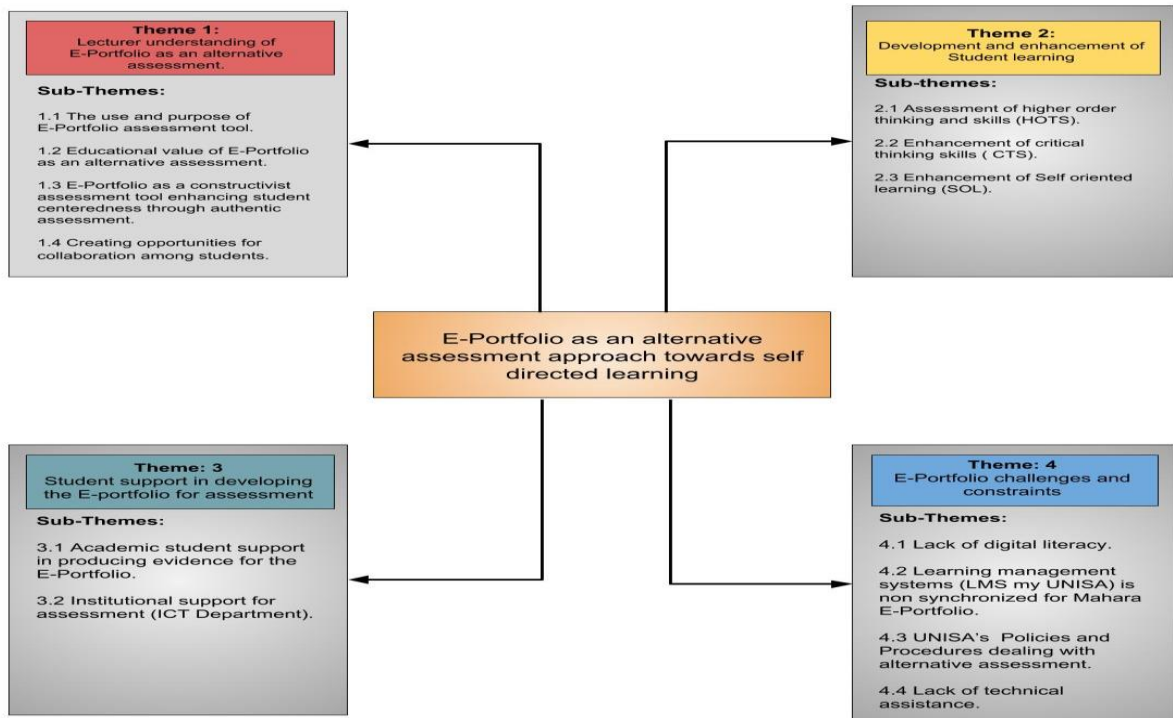 Theme 1:
Lecturer understanding of
E-Portfolio as an alternative
assessment.
Sub-Themes:
1.1 The use and purpose of
E-Portfolio assessment tool.
1.2 Educational value of E-Portfolio
as an alternative assessment.
1.3 E-Portfolio as a constructivist
assessment tool enhancing student
centeredness through authentic
assessment.
1.4 Creating opportunities for
collaboration among students.
Theme 2:
Development and enhancement of
Student learning
Sub-themes:
2.1 Assessment of higher order
thinking and skills (HOTS).
2.2 Enhancement of critical
thinking skills ( CTS).
2.3 Enhancement of Self oriented
learning (SOL).
E-Portfolio as an alternative
assessment approach towards self
directed learning
Theme: 3
Student support in developing
the E-portfolio for assessment
Sub-Themes:
3.1 Academic student support
in producing evidence for the
E-Portfolio.
3.2 Institutional support for
assessment (ICT Department).
Theme: 4
E-Portfolio challenges and
constraints
Sub-Themes:
4.1 Lack of digital literacy.
4.2 Learning management
systems (LMS my UNISA) is
non synchronized for Mahara
E-Portfolio.
4.3 UNISA's Policies and
Procedures dealing with
alternative assessment.
4.4 Lack of technical
assistance.